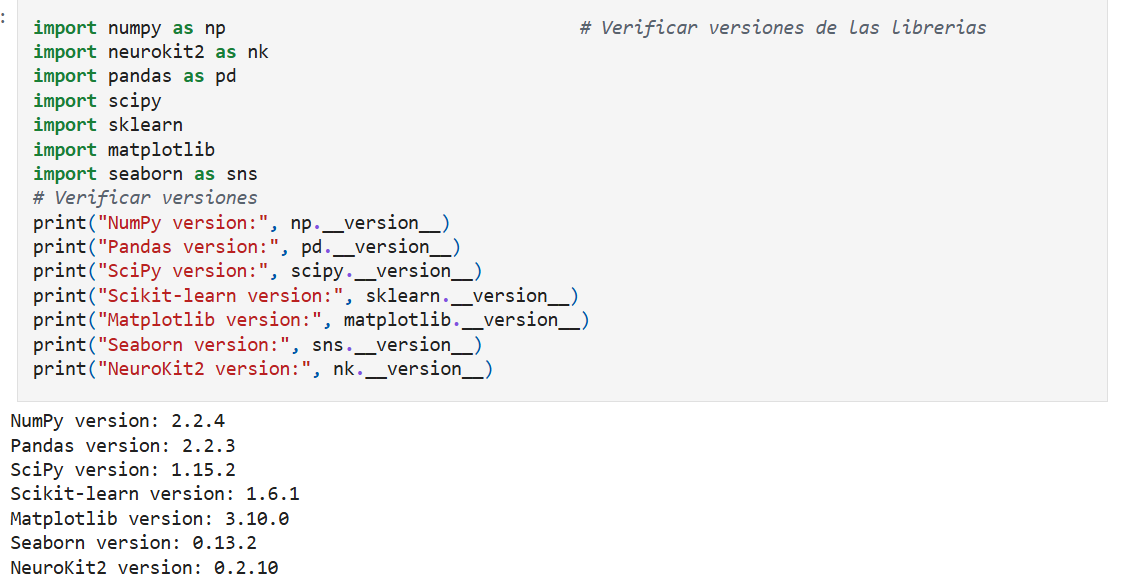 :
import numpy as np # Verificar versiones de las librerias
import neurokit2 as nk
import pandas as pd
import scipy
import sklearn
import matplotlib
import seaborn as sns
# Verificar versiones
print("NumPy version:", np.__version__)
print("Pandas version:", pd.__version__)
print("SciPy version:", scipy.__version__)
print("Scikit-learn version:", sklearn.__version__)
print("Matplotlib version:", matplotlib.__version__)
print("Seaborn version:", sns.__version__)
print("NeuroKit2 version:", nk.__version__)
NumPy version: 2.2.4
Pandas version: 2.2.3
SciPy version: 1.15.2
Scikit-learn version: 1.6.1
Matplotlib version: 3.10.0
Seaborn version: 0.13.2
NeuroKit2 version: 0.2.10